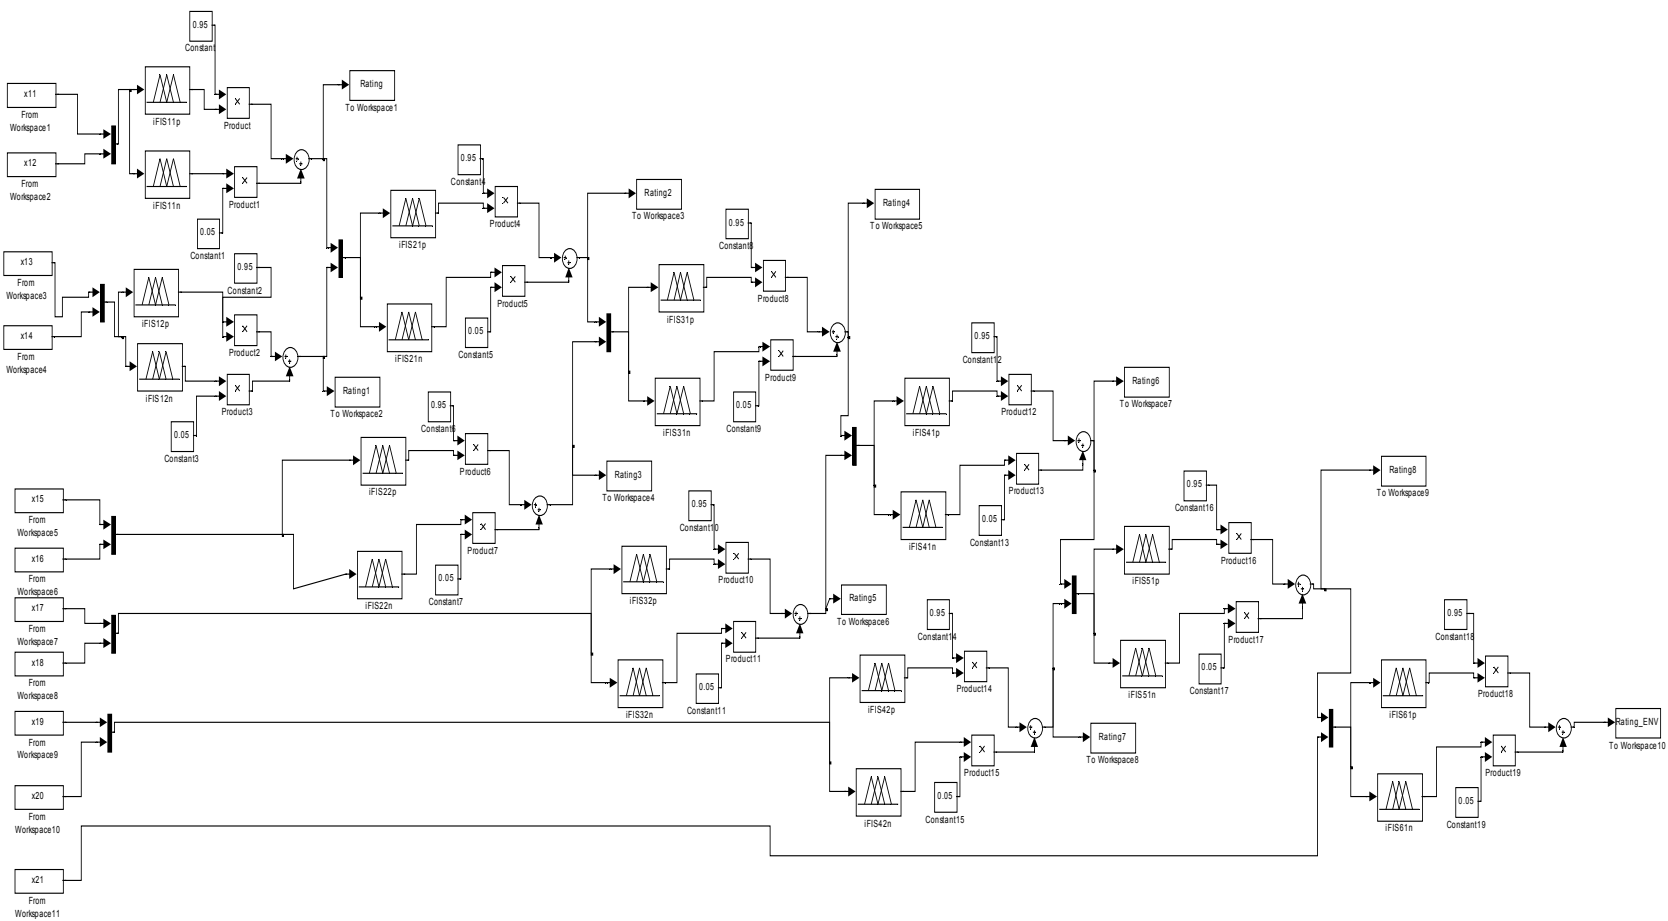 0.95
Constant
x11
From
Workspace1
x12
From
Workspace2
iFIS11p
iFIS11n
x
Product
x
Product1
0.05
Constant1
Rating
To Workspace1
x13
From
Workspace3
x14
From
Workspace4
iFIS12p
iFIS12n
0.95
Constant2
x
Product2
x
Product3
0.05
Constant3
Rating1
To Workspace2
iFIS21p
iFIS21n
0.95
Constant4
x
Product4
x
Product5
0.05
Constant5
Rating2
To Workspace3
x15
From
Workspace5
x16
From
Workspace6
iFIS22p
iFIS22n
0.95
Constant6
x
Product6
x
Product7
0.05
Constant7
Rating3
To Workspace4
iFIS31p
iFIS31n
0.95
Constant8
x
Product8
x
Product9
0.05
Constant9
Rating4
To Workspace5
x17
From
Workspace7
x18
From
Workspace8
iFIS32p
iFIS32n
0.95
Constant10
x
Product10
x
Product11
0.05
Constant11
Rating5
To Workspace6
iFIS41p
iFIS41n
0.95
Constant12
x
Product12
x
Product13
0.05
Constant13
Rating6
To Workspace7
x19
From
Workspace9
x20
From
Workspace10
iFIS42p
iFIS42n
0.95
Constant14
x
Product14
x
Product15
0.05
Constant15
Rating7
To Workspace8
iFIS51p
iFIS51n
0.95
Constant16
x
Product16
x
Product17
0.05
Constant17
Rating8
To Workspace9
x21
From
Workspace11
iFIS61p
iFIS61n
0.95
Constant18
x
Product18
x
Product19
0.05
Constant19
Rating_ENV
To Workspace10